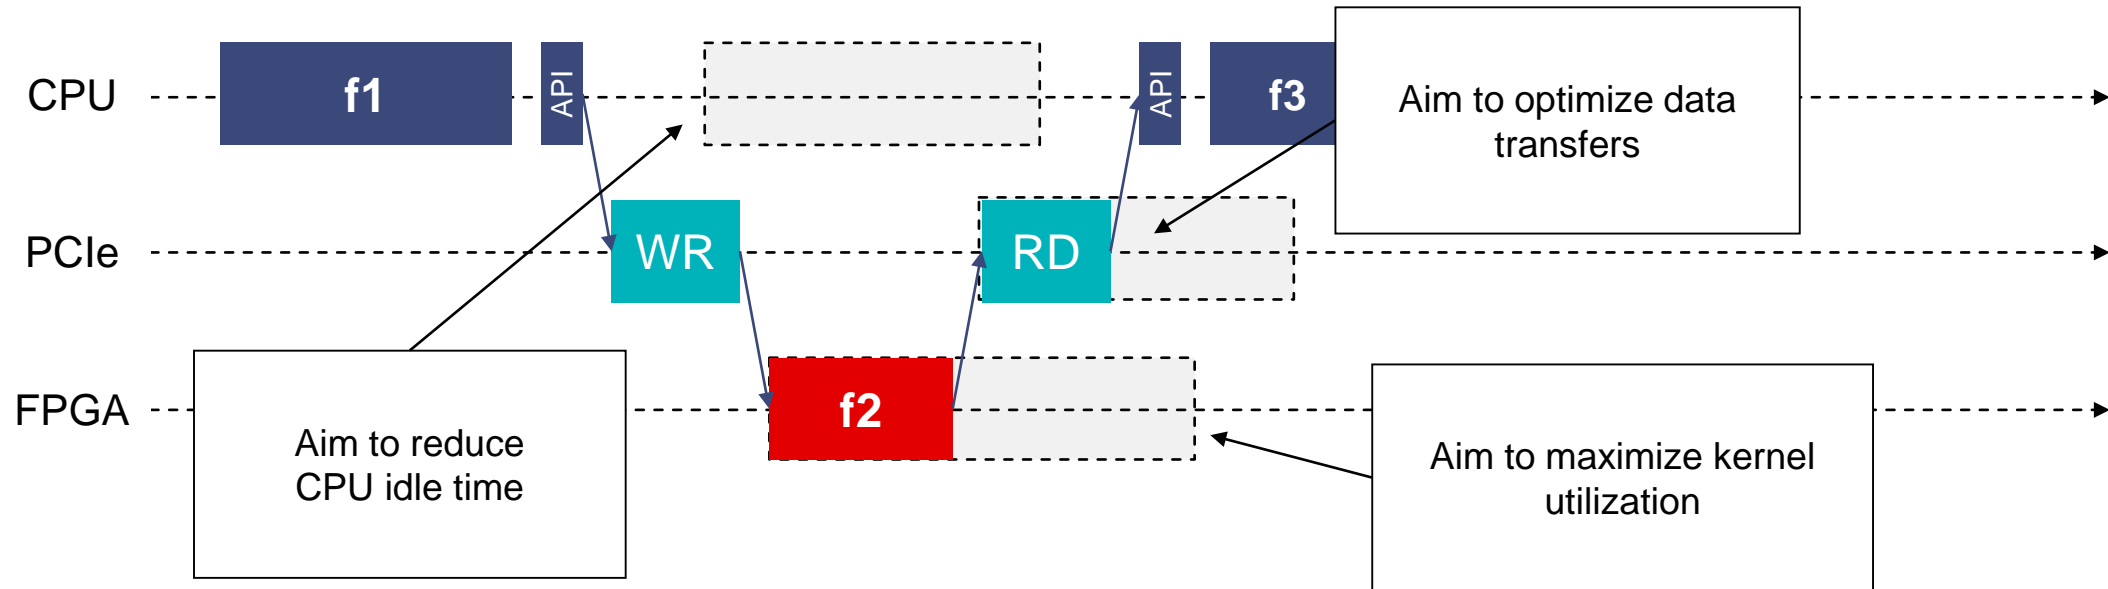 CPU
f1
API
API
f3
Aim to optimize data
transfers
PCIe
WR
RD
FPGA
f2
Aim to reduce
CPU idle time
Aim to maximize kernel
utilization